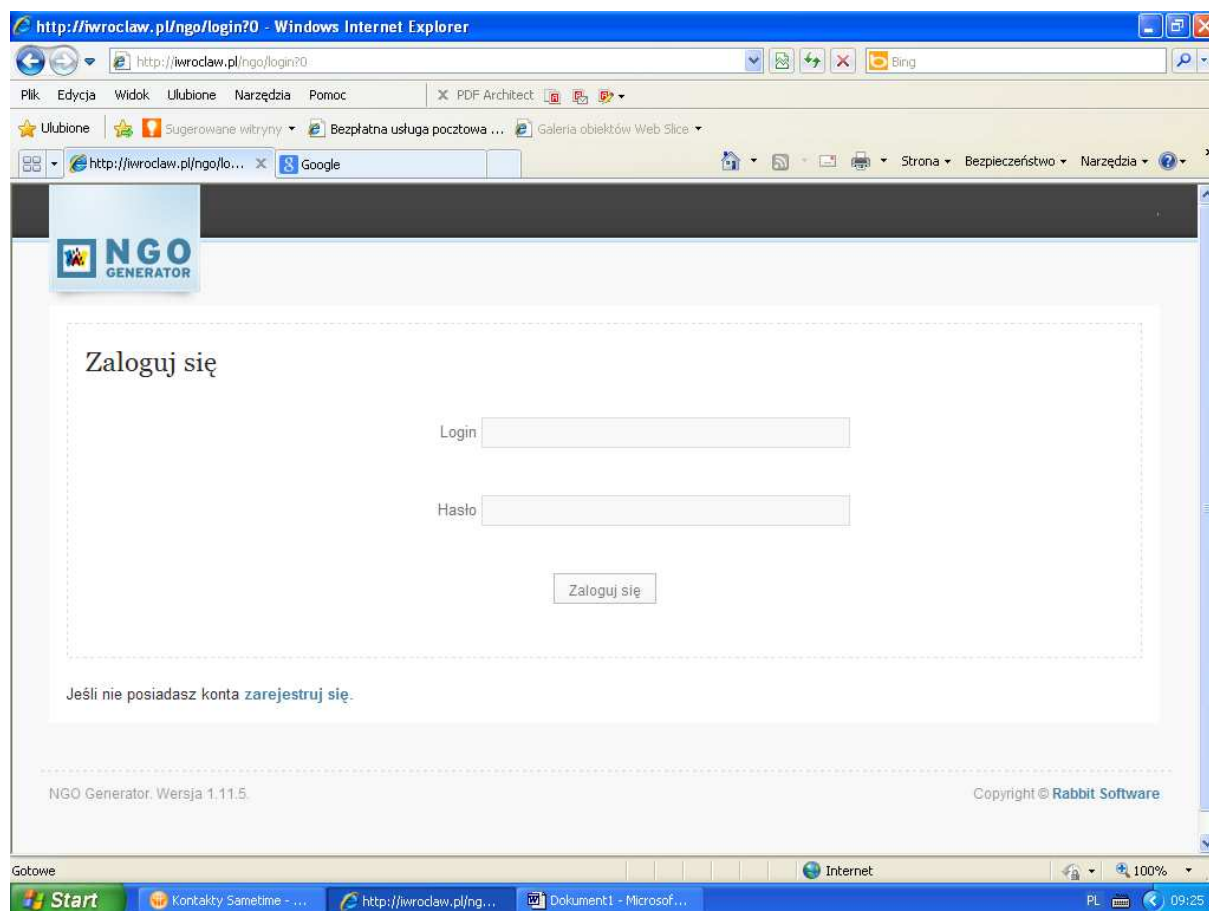 http://iwroclaw.pl/ngo/login?0 - Windows Internet Explorer
http://iwroclaw.pl/ngo/login?0
Bing
Plik Edycja Widok Ulubione Narzędzia Pomoc X PDF Architect
Ulubione Sugerowane witryny Bezpłatna usługa pocztowa ... Galeria obiektów Web Slice
http://iwroclaw.pl/ngo/lo... X Google Strona Bezpieczeństwo Narzędzia
NGO
GENERATOR
Zaloguj się
Login
Hasło
Zaloguj się
Jeśli nie posiadasz konta zarejestruj się.
NGO Generator. Wersja 1.11.5. Copyright © Rabbit Software
Gotowe Internet 100%
Start Kontakty Sametime - ... http://iwroclaw.pl/ng... Dokument1 - Microsof... PL 09:25